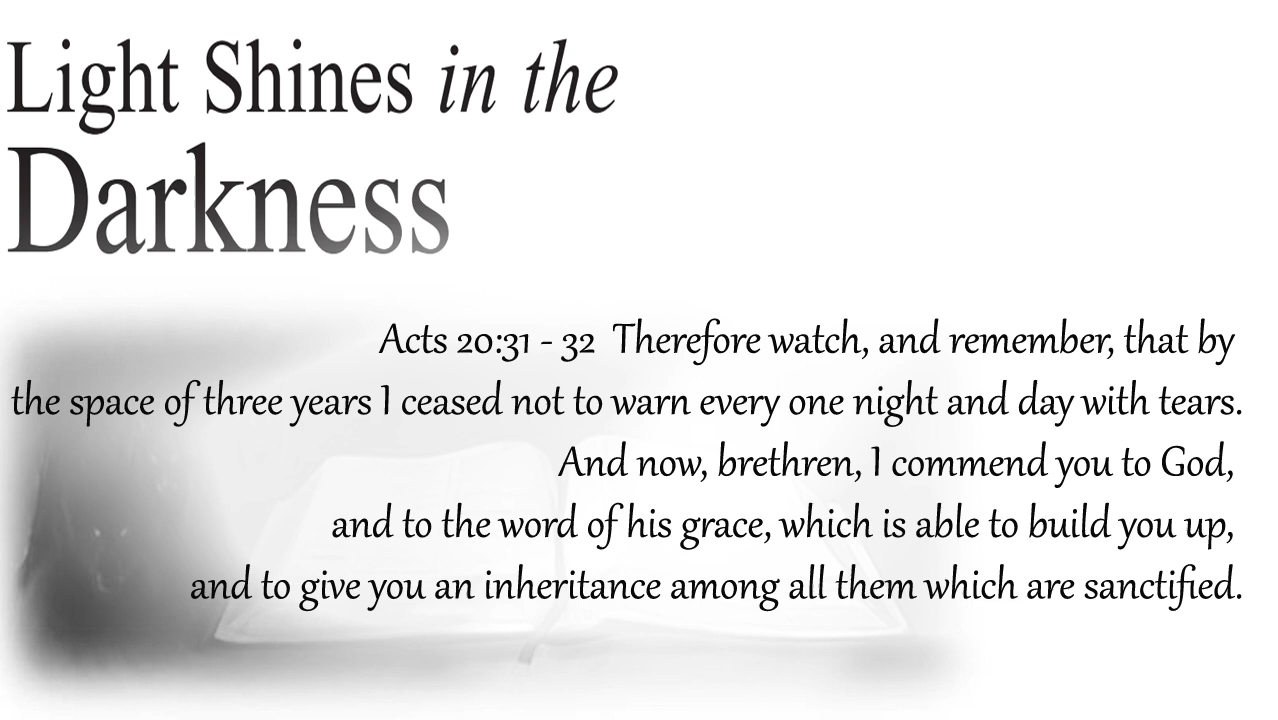 Light Shines in the
Darkness
Acts 20:31 - 32 Therefore watch, and remember, that by
the space of three years I ceased not to warn every one night and day with tears.
And now, brethren, I commend you to God,
and to the word of his grace, which is able to build you up,
and to give you an inheritance among all them which are sanctified.